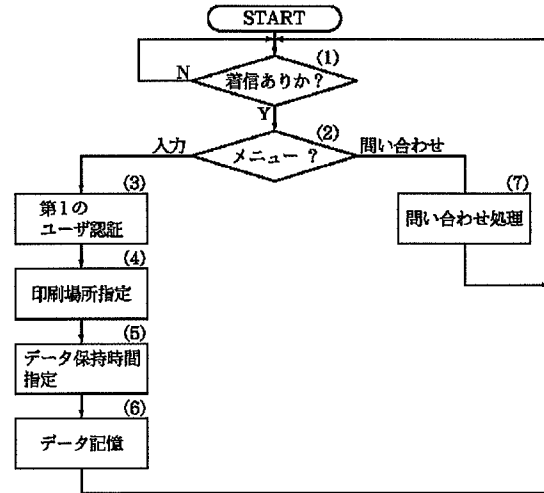 START
(1)
着信ありか?
N
Y
(2)
メニュー ?
入力
問い合わせ
(3)
第1の
ユーザ認証
(7)
問い合わせ処理
(4)
印刷場所指定
(5)
データ保持時間
指定
(6)
データ記憶